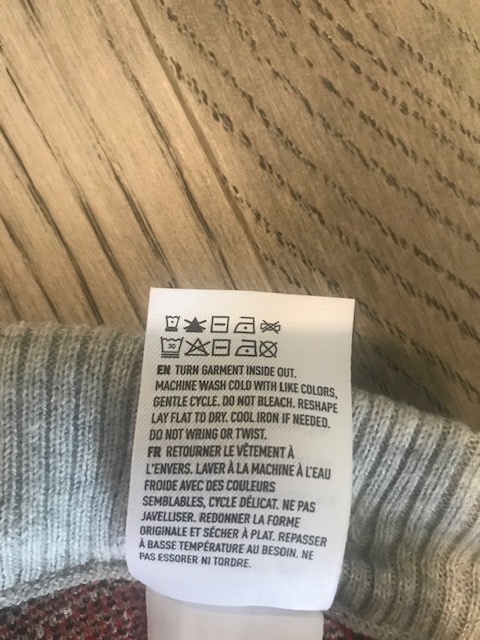 30
EN TURN GARMENT INSIDE OUT.
MACHINE WASH COLD WITH LIKE COLORS,
GENTLE CYCLE. DO NOT BLEACH. RESHAPE
LAY FLAT TO DRY. COOL IRON IF NEEDED.
DO NOT WRING OR TWIST.
FR RETOURNER LE VÊTEMENT À
L'ENVERS. LAVER À LA MACHINE À L'EAU
FROIDE AVEC DES COULEURS
SEMBLABLES, CYCLE DÉLICAT. NE PAS
JAVELLISER. REDONNER LA FORME
ORIGINALE ET SÉCHER À PLAT. REPASSER
À BASSE TEMPÉRATURE AU BESOIN. NE
PAS ESSORER NI TORDRE.